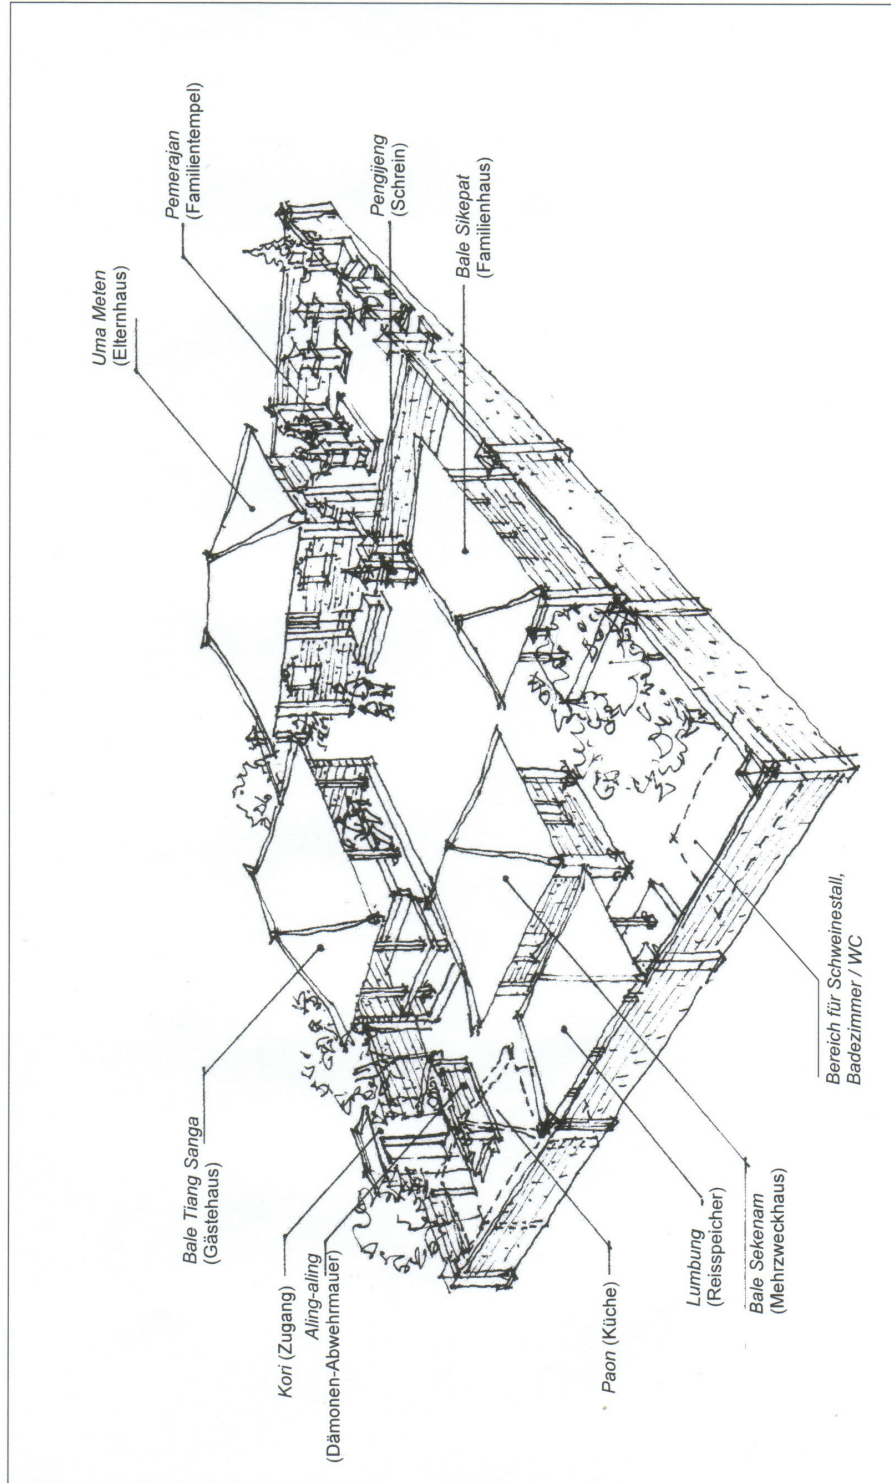 Uma Meten
(Elternhaus)
Pemerajan
(Familientempel)
Bale Tiang Sanga
(Gästehaus)
Kori (Zugang)
Aling-aling
(Dämonen-Abwehrmauer)
Pengijeng
(Schrein)
Bale Sikepat
(Familienhaus)
Paon (Küche)
Lumbung
(Reisspeicher)
Bale Sekenam
(Mehrzweckhaus)
Bereich für Schweinestall,
Badezimmer / WC